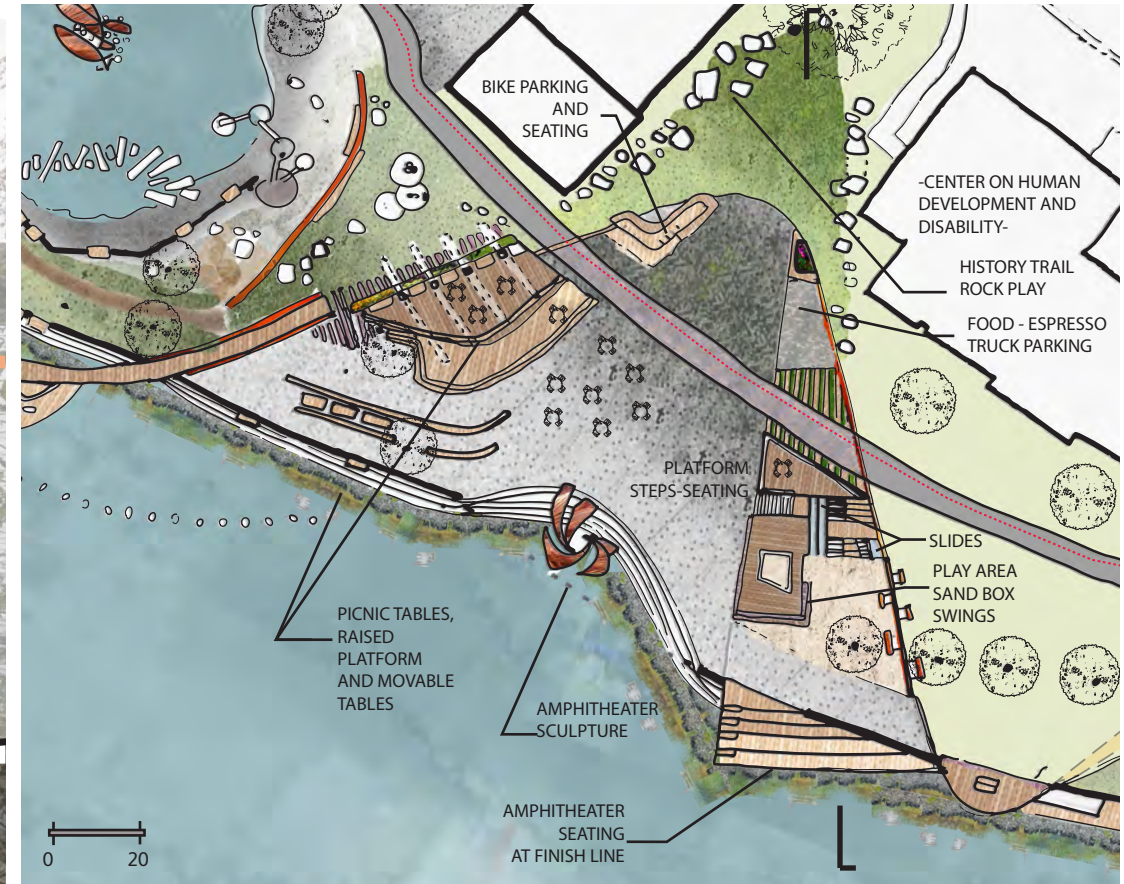 BIKE PARKING
AND
SEATING
-CENTER ON HUMAN
DEVELOPMENT AND
DISABILITY-
HISTORY TRAIL
ROCK PLAY
FOOD - ESPRESSO
TRUCK PARKING
PLATFORM
STEPS-SEATING
SLIDES
PLAY AREA
SAND BOX
SWINGS
PICNIC TABLES,
RAISED
PLATFORM
AND MOVABLE
TABLES
AMPHITHEATER
SCULPTURE
AMPHITHEATER
SEATING
AT FINISH LINE
0 20